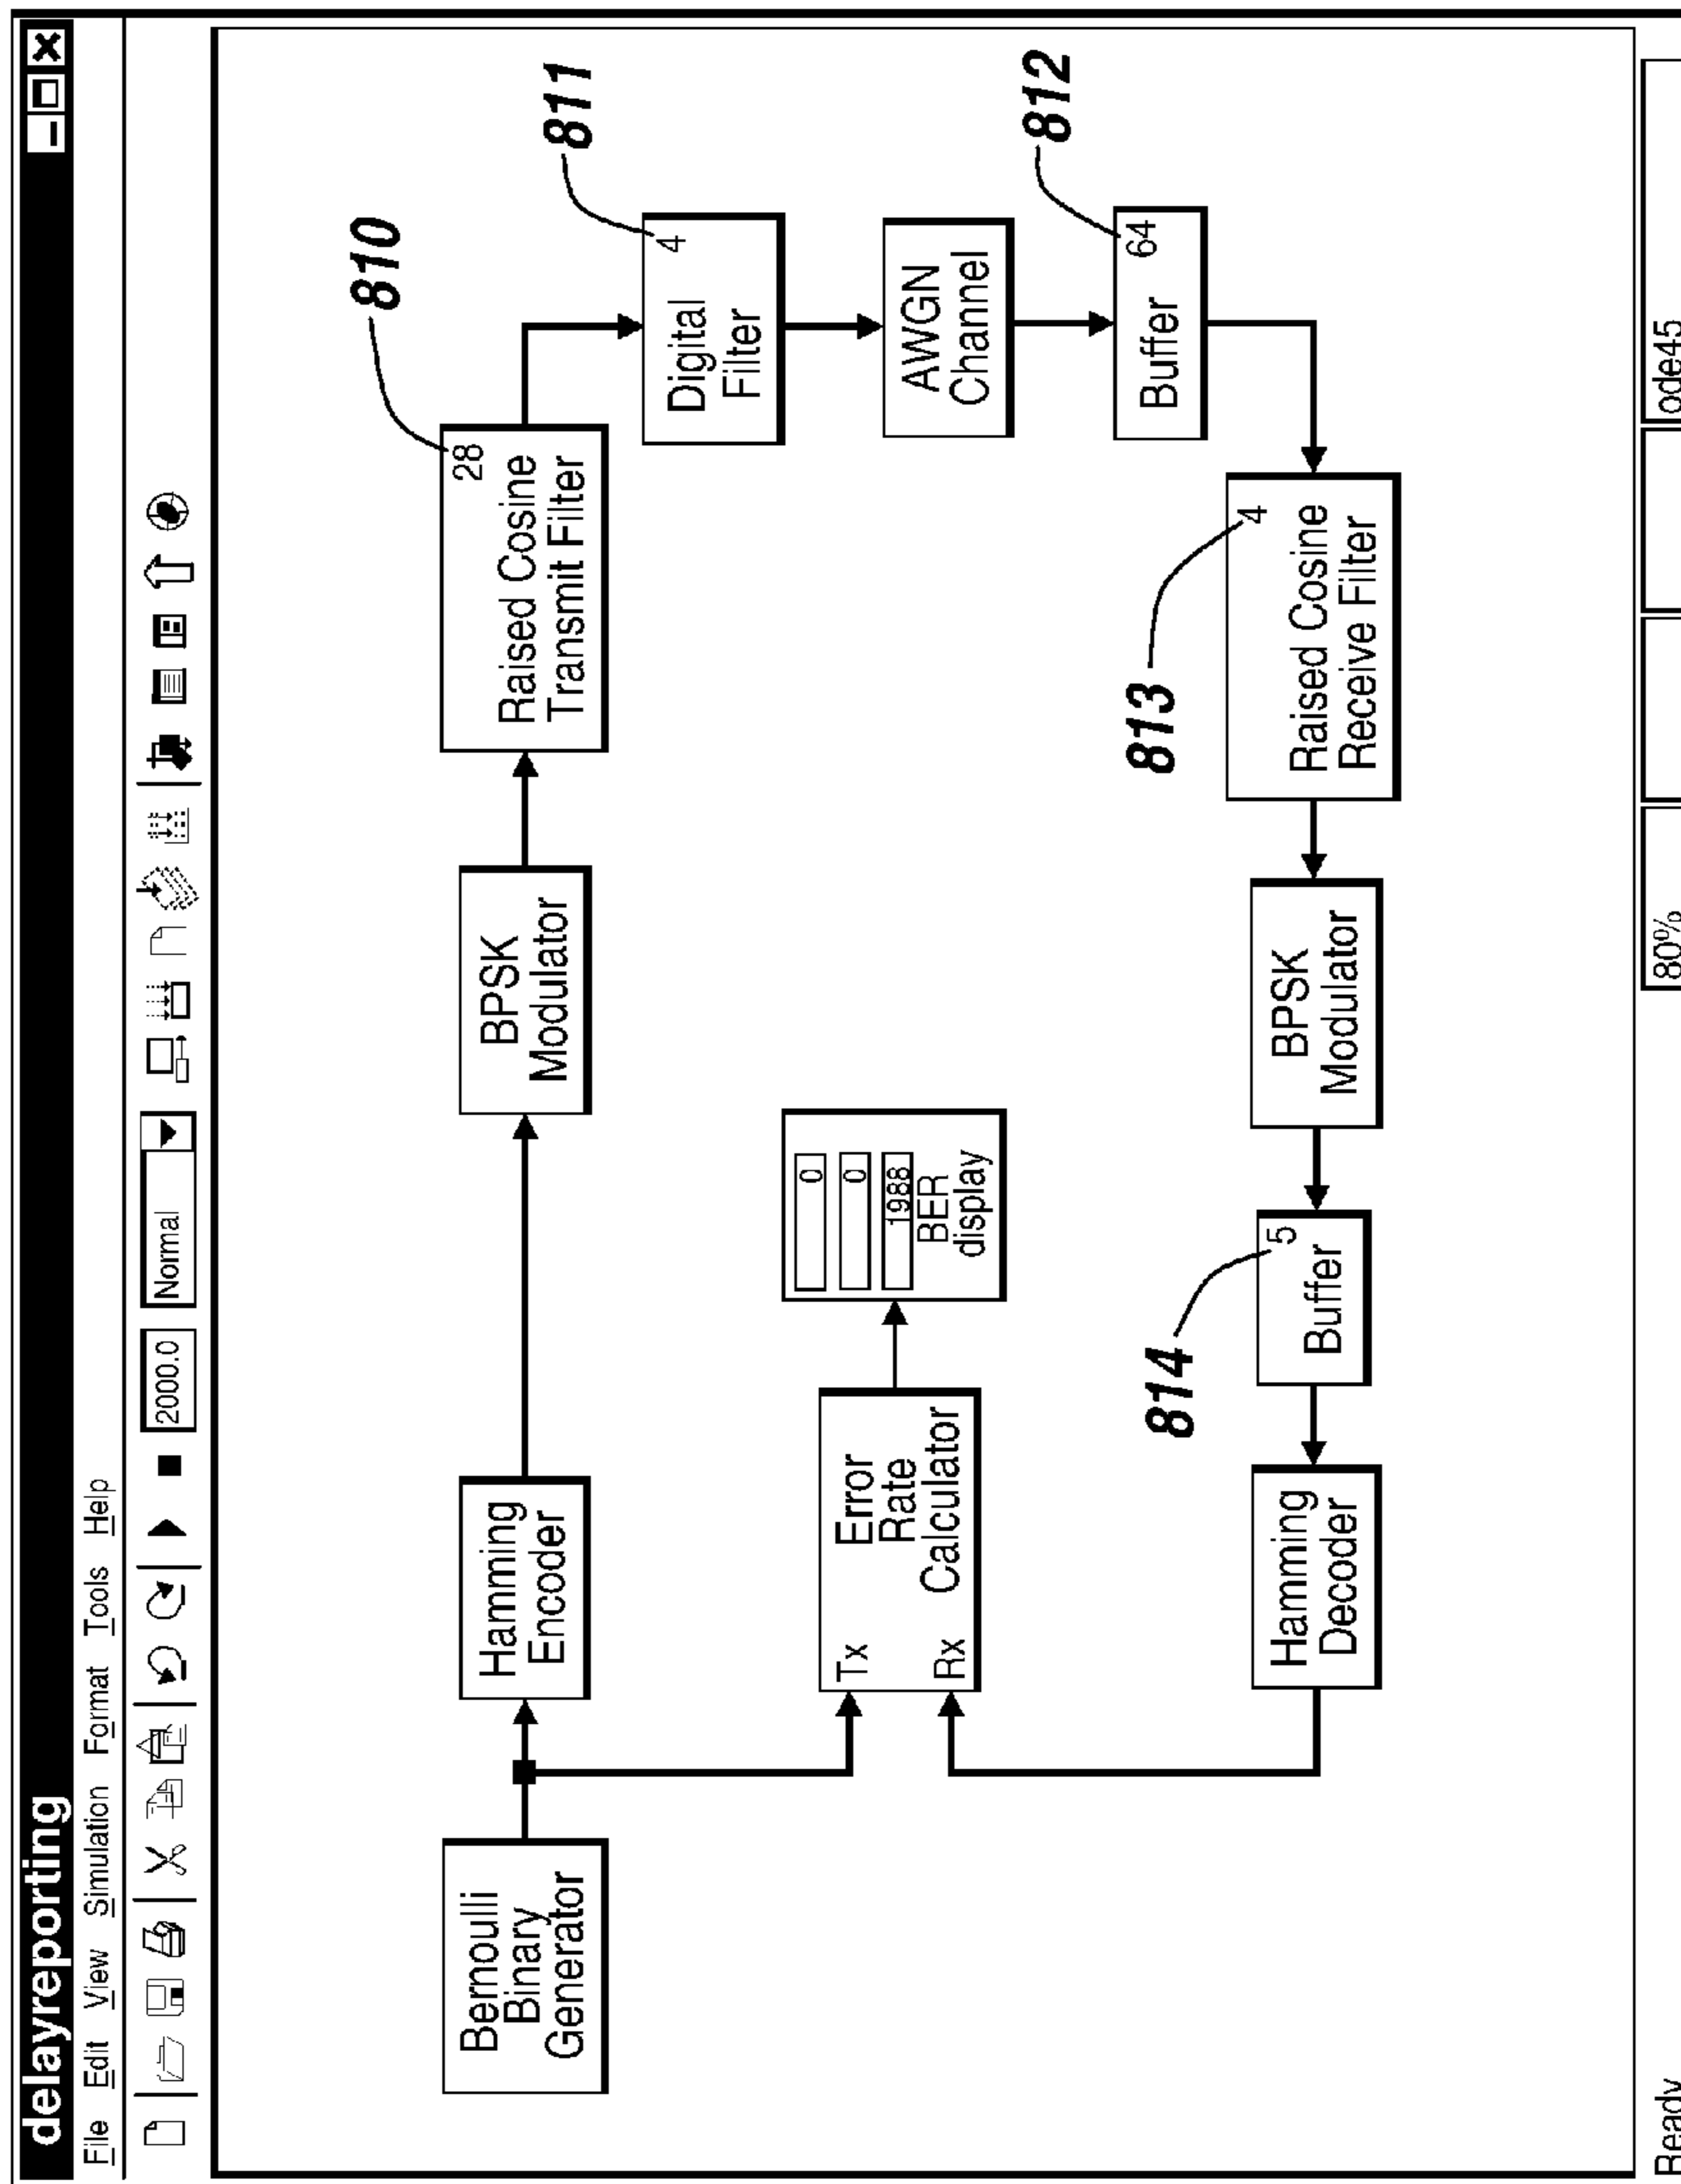 delayreporting
File Edit View Simulation Format Tools Help
2000.0
Normal
Bernoulli
Binary
Generator
Hamming
Encoder
BPSK
Modulator
28
Raised Cosine
Transmit Filter
810
4
Digital
Filter
811
AWGN
Channel
64
Buffer
812
4
Raised Cosine
Receive Filter
813
BPSK
Modulator
5
Buffer
814
Hamming
Decoder
Tx
Rx
Error
Rate
Calculator
0
0
1988
BER
display
Ready
80%
ode45